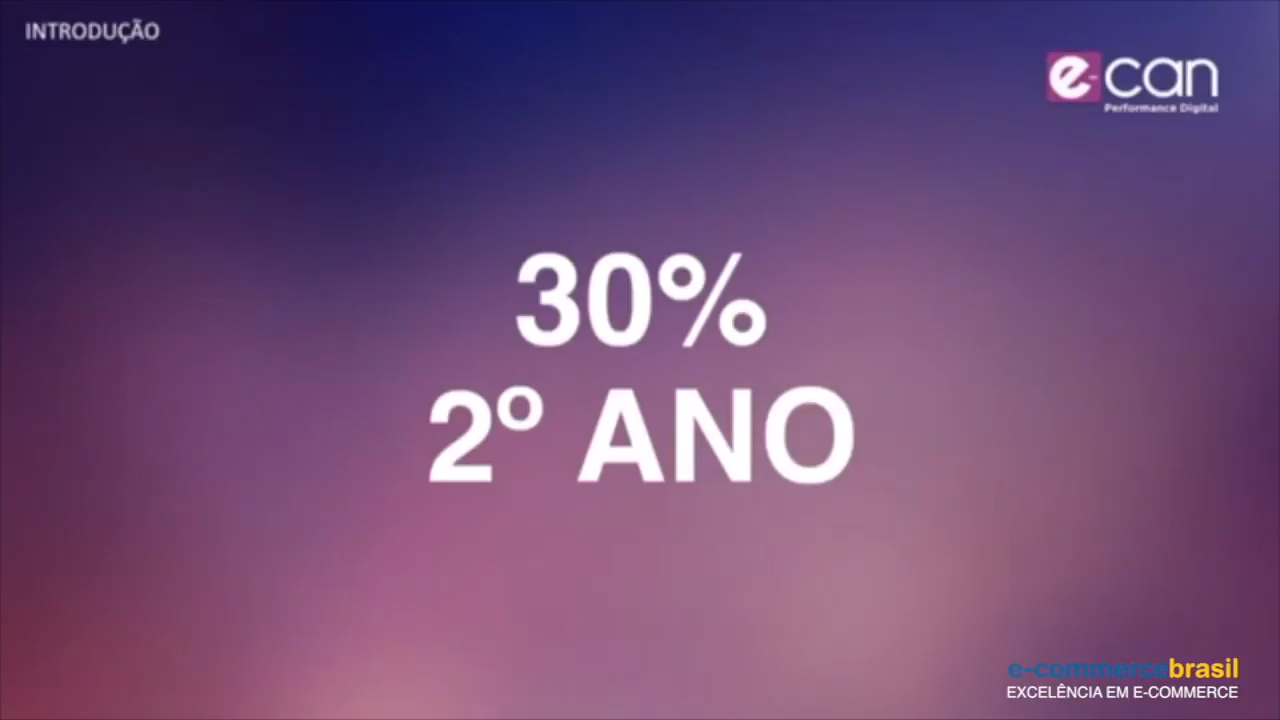 INTRODUÇÃO
e-can
Performance Digital
30%
2º ANO
e-commercebrasil
EXCELÊNCIA EM E-COMMERCE